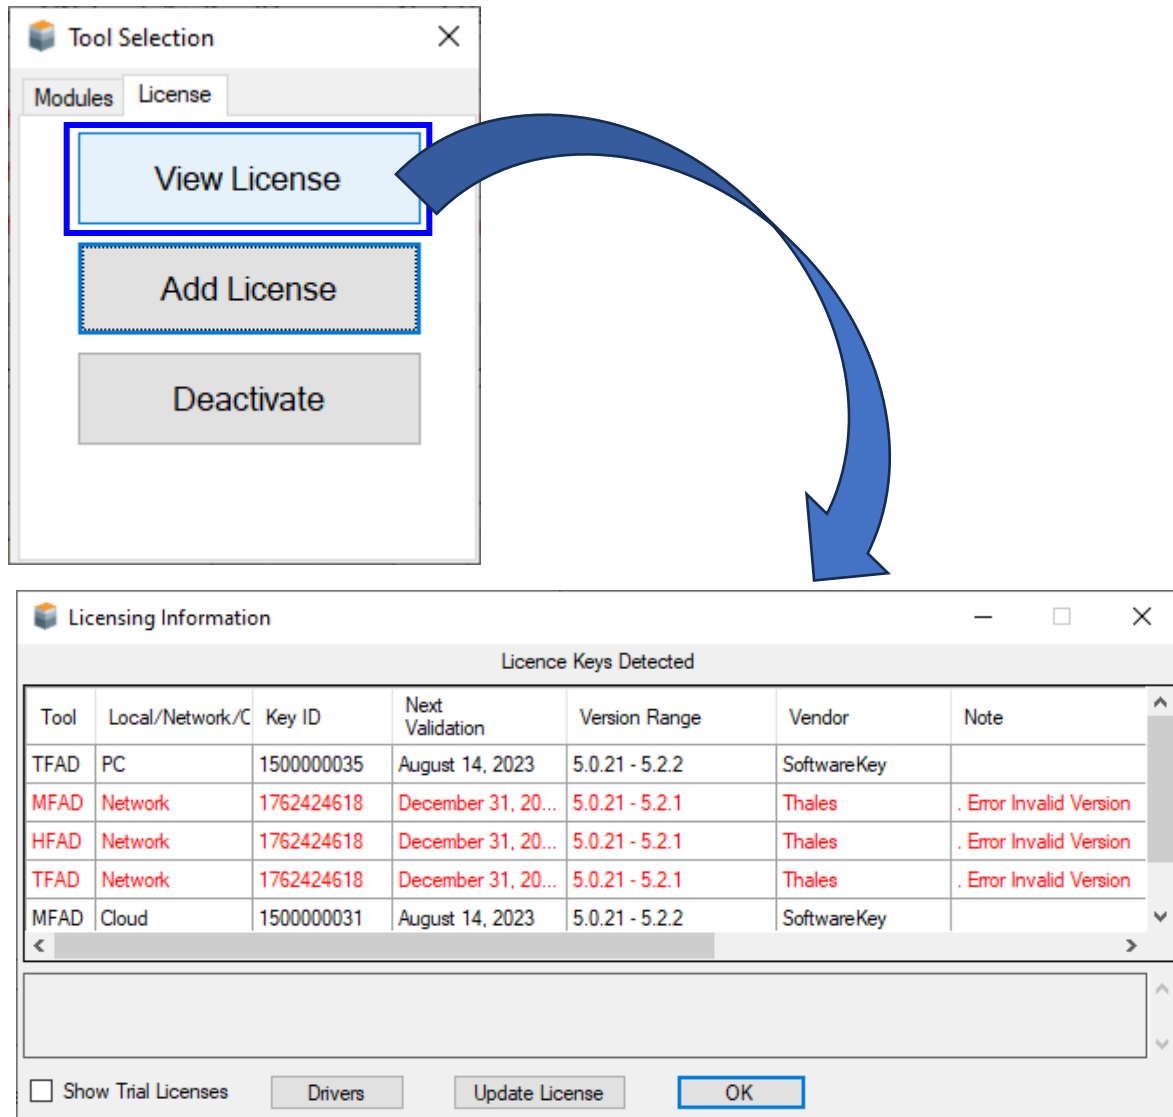 Tool Selection
Modules License
View License
Add License
Deactivate
Licensing Information
Licence Keys Detected
Tool Local/Network/C Key ID Next Validation Version Range Vendor Note
TFAD PC 1500000035 August 14, 2023 5.0.21 - 5.2.2 SoftwareKey
MFAD Network 1762424618 December 31, 20... 5.0.21 - 5.2.1 Thales . Error Invalid Version
HFAD Network 1762424618 December 31, 20... 5.0.21 - 5.2.1 Thales . Error Invalid Version
TFAD Network 1762424618 December 31, 20... 5.0.21 - 5.2.1 Thales . Error Invalid Version
MFAD Cloud 1500000031 August 14, 2023 5.0.21 - 5.2.2 SoftwareKey
Show Trial Licenses Drivers Update License OK